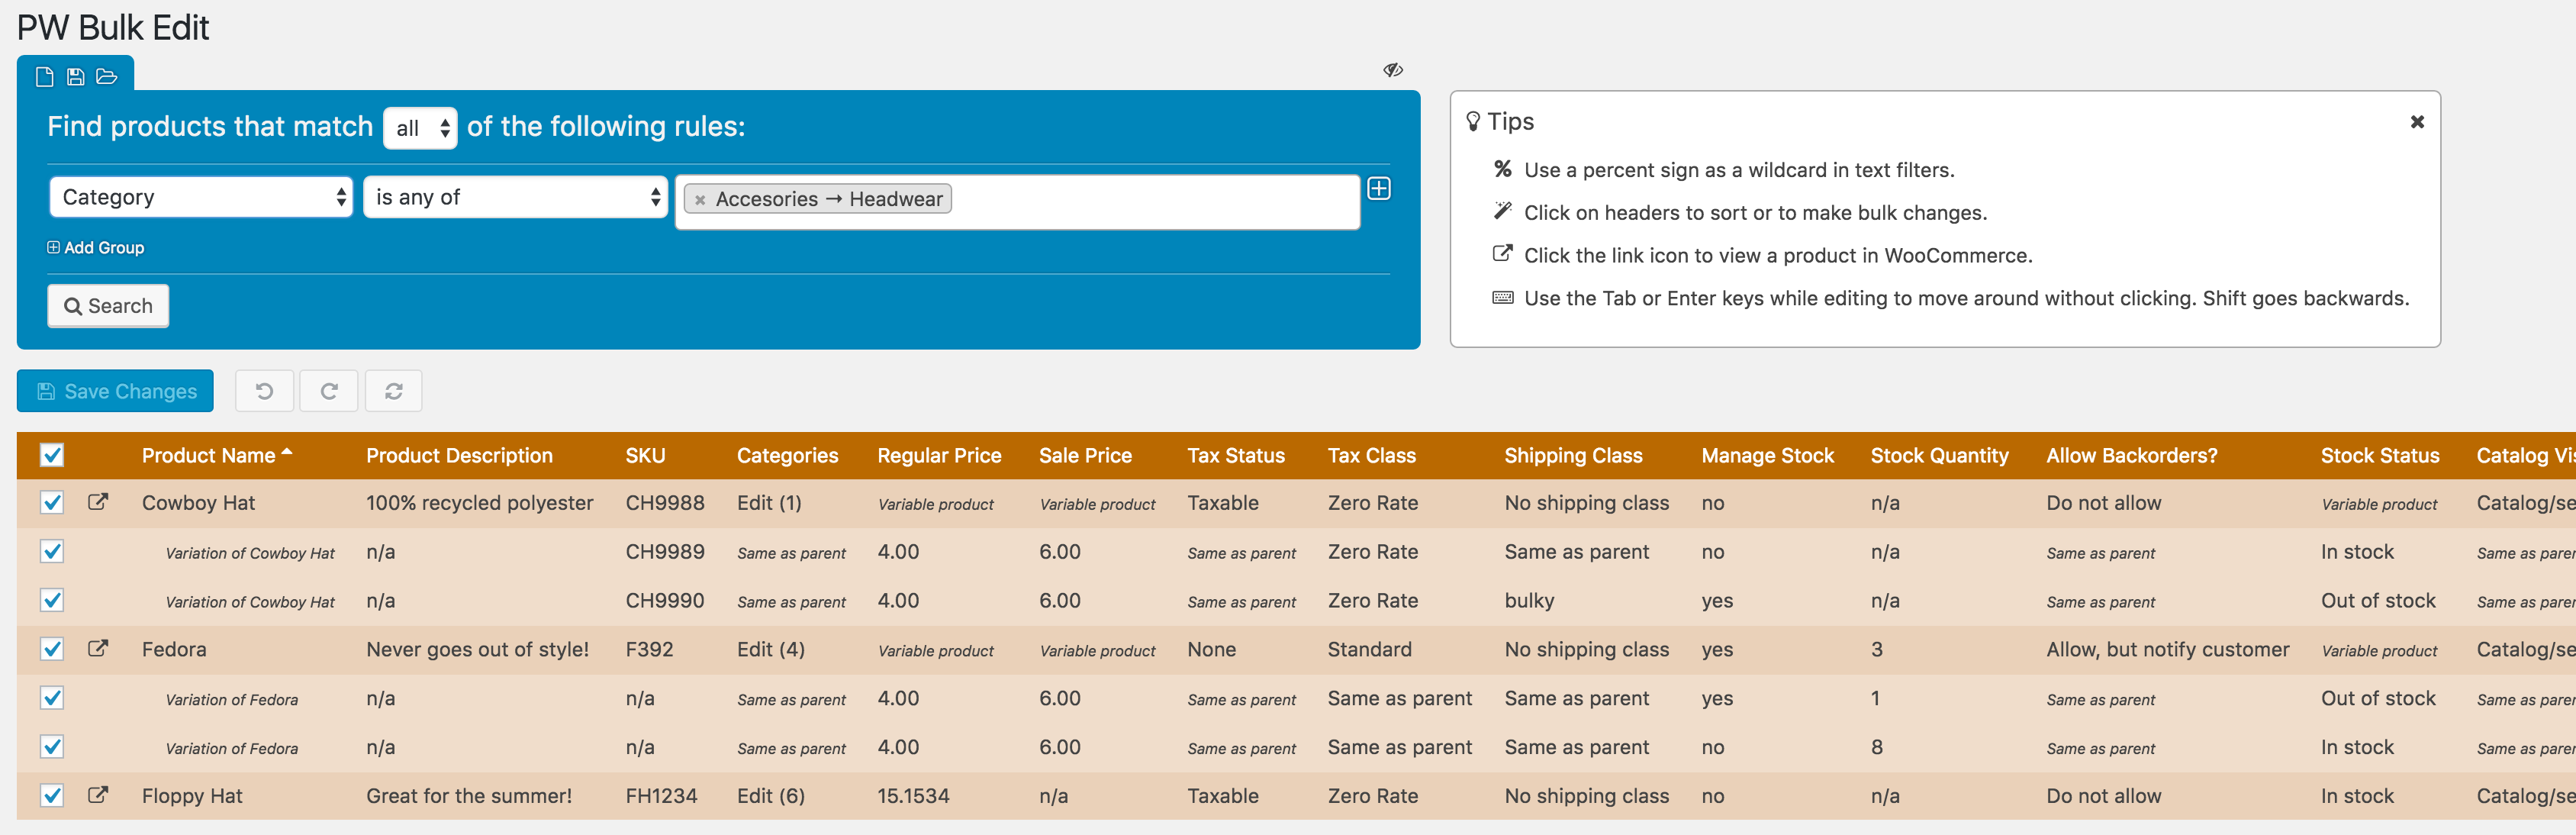 PW Bulk Edit
Find products that match all of the following rules:
Category is any of × Accesories → Headwear
Add Group
Search
Tips
% Use a percent sign as a wildcard in text filters.
Click on headers to sort or to make bulk changes.
Click the link icon to view a product in WooCommerce.
Use the Tab or Enter keys while editing to move around without clicking. Shift goes backwards.
Save Changes
Product Name Product Description SKU Categories Regular Price Sale Price Tax Status Tax Class Shipping Class Manage Stock Stock Quantity Allow Backorders? Stock Status Catalog Vi
Cowboy Hat 100% recycled polyester CH9988 Edit (1) Variable product Variable product Taxable Zero Rate No shipping class no n/a Do not allow Variable product Catalog/se
Variation of Cowboy Hat n/a CH9989 Same as parent 4.00 6.00 Same as parent Zero Rate Same as parent no n/a Same as parent In stock Same as paren
Variation of Cowboy Hat n/a CH9990 Same as parent 4.00 6.00 Same as parent Zero Rate bulky yes n/a Same as parent Out of stock Same as paren
Fedora Never goes out of style! F392 Edit (4) Variable product Variable product None Standard No shipping class yes 3 Allow, but notify customer Variable product Catalog/se
Variation of Fedora n/a n/a Same as parent 4.00 6.00 Same as parent Same as parent Same as parent yes 1 Same as parent Out of stock Same as paren
Variation of Fedora n/a n/a Same as parent 4.00 6.00 Same as parent Same as parent Same as parent no 8 Same as parent In stock Same as paren
Floppy Hat Great for the summer! FH1234 Edit (6) 15.1534 n/a Taxable Zero Rate No shipping class no n/a Do not allow In stock Catalog/se